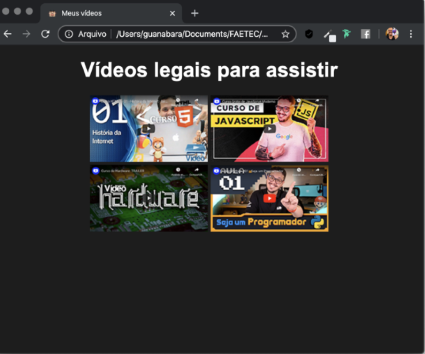 Meus vídeos
Arquivo
/Users/guanabara/Documents/FAETEC/...
Vídeos legais para assistir
01
História da
Internet
CURSO
5
CURSO DE
JAVASCRIPT
JS
Vídeo
hardware
AULA
01
Seja um Programador